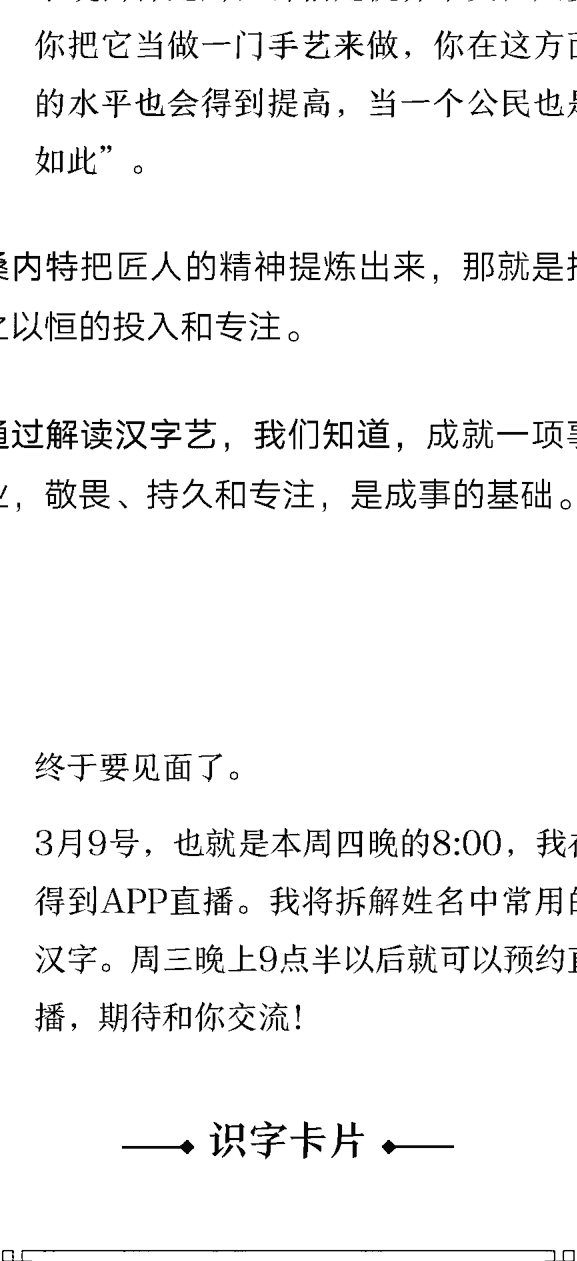 你把它当做一门手艺来做，你在这方面
的水平也会得到提高，当一个公民也是
如此”。
桑内特把匠人的精神提炼出来，那就是持
之以恒的投入和专注。
通过解读汉字艺，我们知道，成就一项事
业，敬畏、持久和专注，是成事的基础。
终于要见面了。
3月9号，也就是本周四晚的8:00，我在
得到APP直播。我将拆解姓名中常用的
汉字。周三晚上9点半以后就可以预约直
播，期待和你交流！
识字卡片